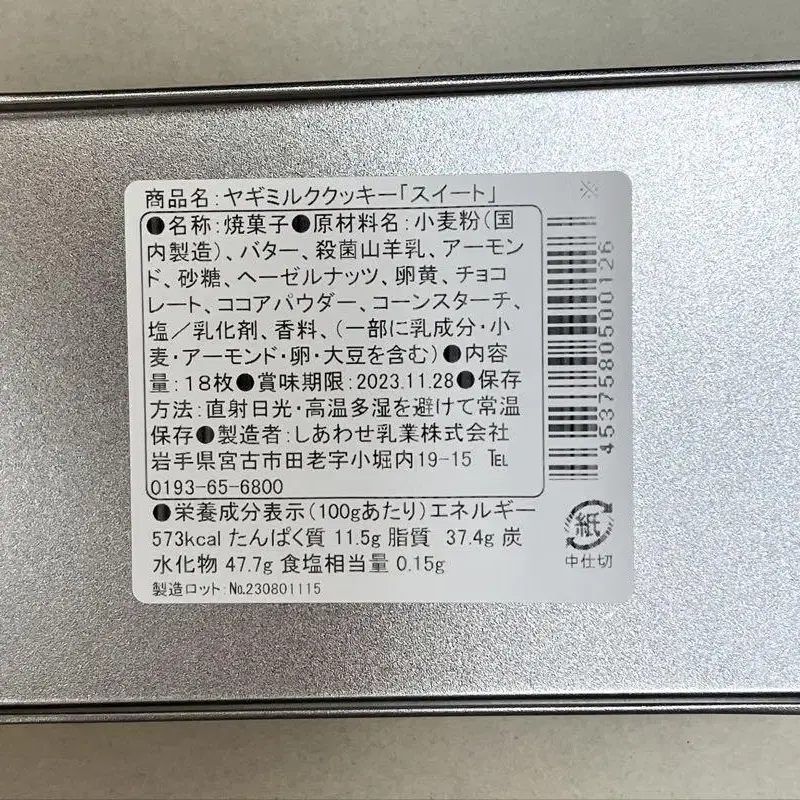 商品名:ヤギミルククッキー「スイート」
※
●名称:焼菓子●原材料名:小麦粉(国
内製造)、バター、殺菌山羊乳、アーモン
ド、砂糖、ヘーゼルナッツ、卵黄、チョコ
レート、ココアパウダー、コーンスターチ、
塩/乳化剤、香料、(一部に乳成分・小
麦・アーモンド・卵・大豆を含む)●内容
量:18枚●賞味期限:2023.11.28●保存
方法:直射日光・高温多湿を避けて常温
保存●製造者:しあわせ乳業株式会社
岩手県宮古市田老字小堀内19-15 ℡
0193-65-6800
●栄養成分表示(100gあたり)エネルギー
573kcal たんぱく質 11.5g 脂質 37.4g 炭
水化物 47.7g 食塩相当量 0.15g
製造ロット:No.230801115
4537580500126
紙
中仕切